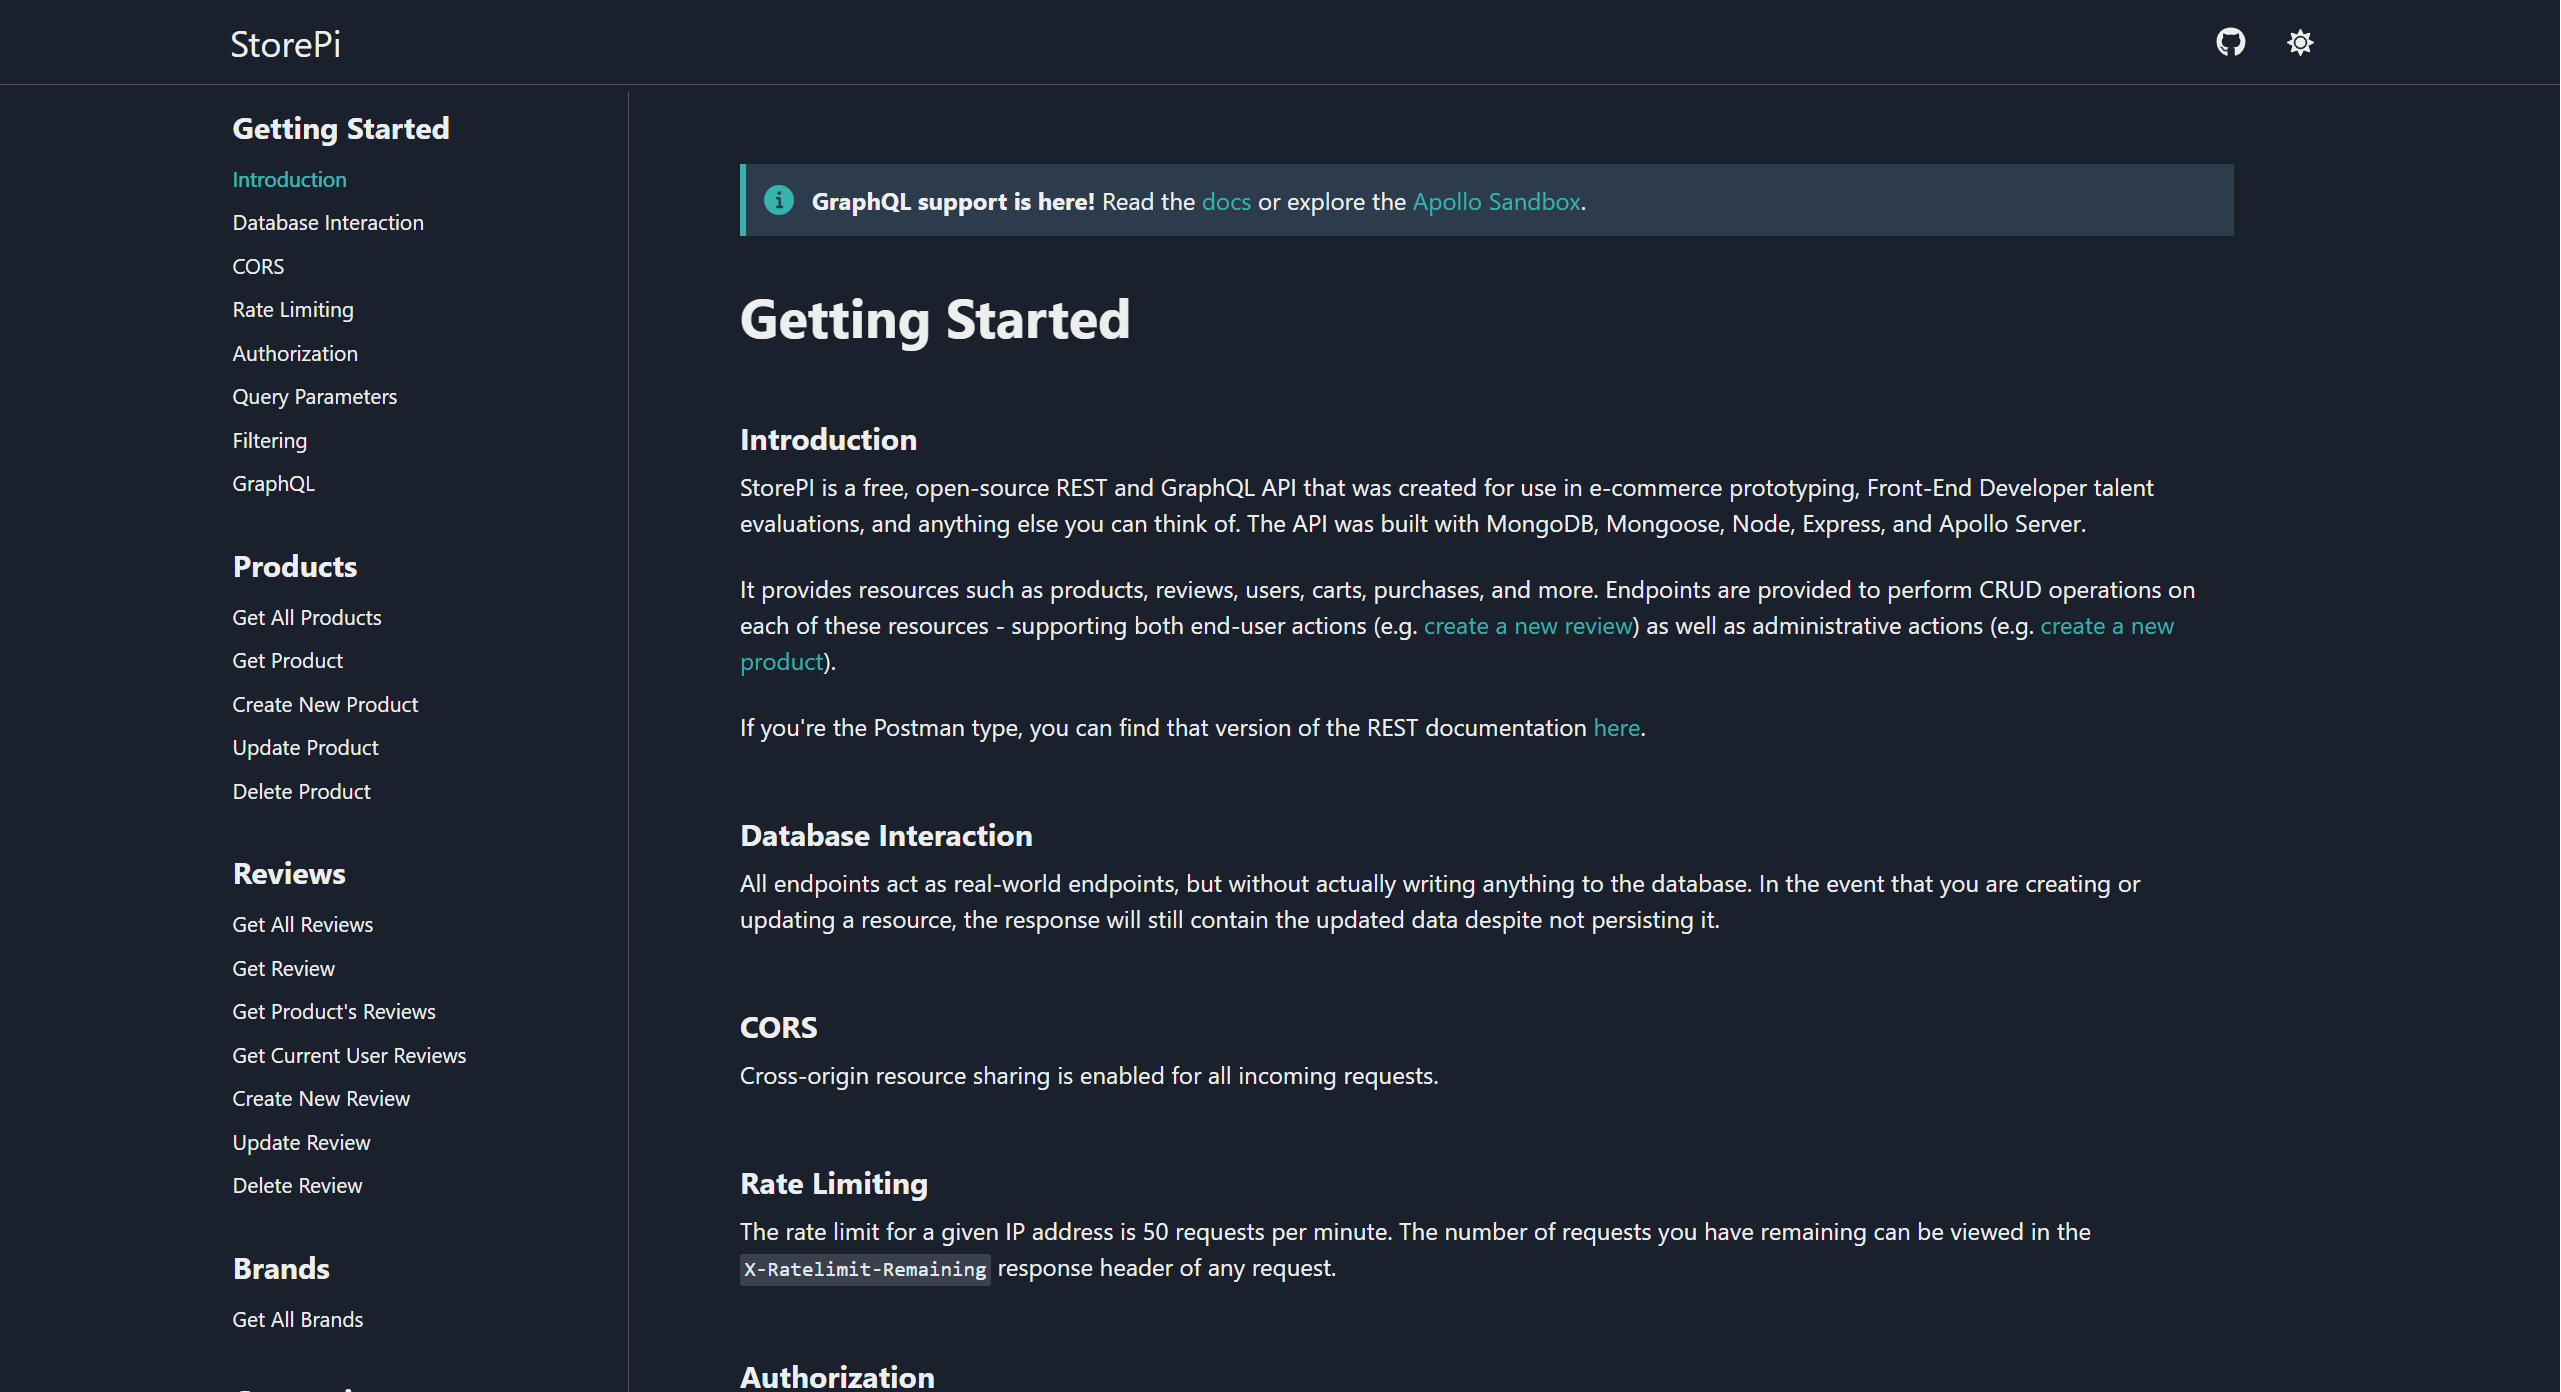 StorePi
Getting Started
Introduction
Database Interaction
CORS
Rate Limiting
Authorization
Query Parameters
Filtering
GraphQL
Products
Get All Products
Get Product
Create New Product
Update Product
Delete Product
Reviews
Get All Reviews
Get Review
Get Product's Reviews
Get Current User Reviews
Create New Review
Update Review
Delete Review
Brands
Get All Brands
GraphQL support is here! Read the docs or explore the Apollo Sandbox.
Getting Started
Introduction
StorePI is a free, open-source REST and GraphQL API that was created for use in e-commerce prototyping, Front-End Developer talent
evaluations, and anything else you can think of. The API was built with MongoDB, Mongoose, Node, Express, and Apollo Server.
It provides resources such as products, reviews, users, carts, purchases, and more. Endpoints are provided to perform CRUD operations on
each of these resources - supporting both end-user actions (e.g. create a new review) as well as administrative actions (e.g. create a new
product).
If you're the Postman type, you can find that version of the REST documentation here.
Database Interaction
All endpoints act as real-world endpoints, but without actually writing anything to the database. In the event that you are creating or
updating a resource, the response will still contain the updated data despite not persisting it.
CORS
Cross-origin resource sharing is enabled for all incoming requests.
Rate Limiting
The rate limit for a given IP address is 50 requests per minute. The number of requests you have remaining can be viewed in the
X-Ratelimit-Remaining response header of any request.
Authorization